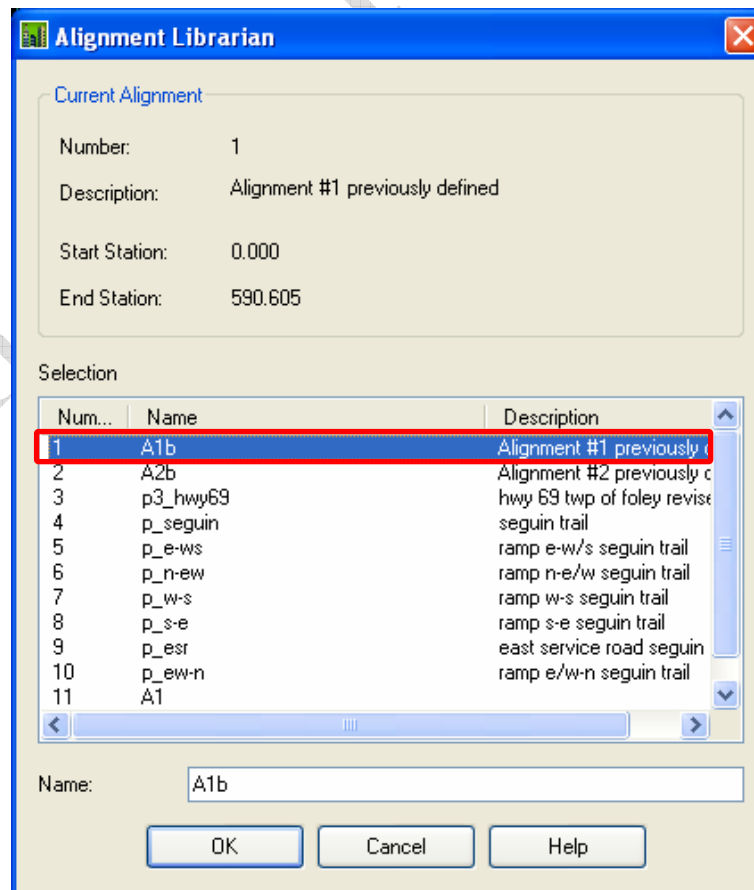 Alignment Librarian
Current Alignment
Number: 1
Description: Alignment #1 previously defined
Start Station: 0.000
End Station: 590.605
Selection
Num... Name Description
1 A1b Alignment #1 previously
2 A2b Alignment #2 previously
3 p3_hwy69 hwy 69 twp of foley revise
4 p_seguin seguin trail
5 p_e-ws ramp e-w/s seguin trail
6 p_n-ew ramp n-e/w seguin trail
7 p_w-s ramp w-s seguin trail
8 p_s-e ramp s-e seguin trail
9 p_esr east service road seguin
10 p_ew-n ramp e/w-n seguin trail
11 A1
Name: A1b
OK Cancel Help